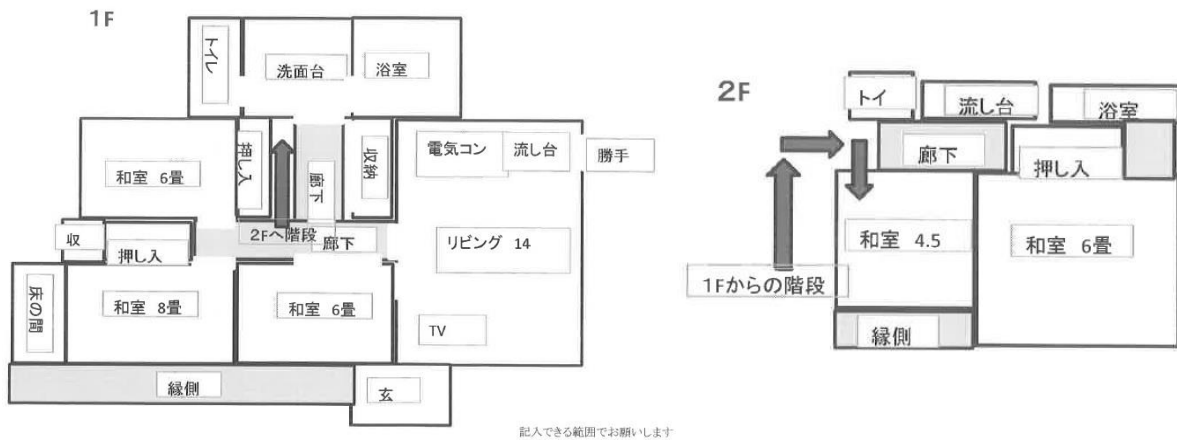 1F
トイレ
洗面台
浴室
和室 6畳
押し入
廊下
収納
電気コン
流し台
勝手
2Fへ階段
廊下
リビング 14
収
押し入
床の間
和室 8畳
和室 6畳
TV
縁側
玄
2F
トイ
流し台
浴室
廊下
押し入
和室 4.5
和室 6畳
1Fからの階段
縁側
記入できる範囲でお願いします